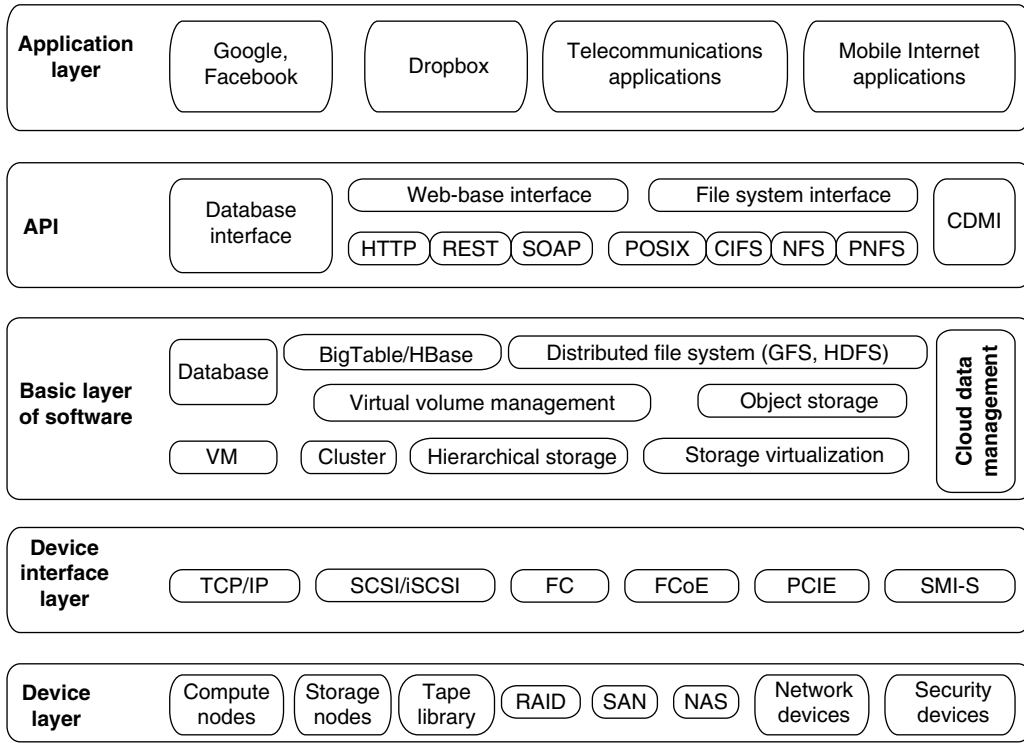 Application
layer
Google,
Facebook
Dropbox
Telecommunications
applications
Mobile Internet
applications
API
Database
interface
Web-base interface
File system interface
CDMI
HTTP REST SOAP POSIX CIFS NFS PNFS
Basic layer
of software
Database
BigTable/HBase
Distributed file system (GFS, HDFS)
Virtual volume management
Object storage
VM
Cluster
Hierarchical storage
Storage virtualization
Cloud data
management
Device
interface
layer
TCP/IP
SCSI/iSCSI
FC
FCoE
PCIE
SMI-S
Device
layer
Compute
nodes
Storage
nodes
Tape
library
RAID
SAN
NAS
Network
devices
Security
devices